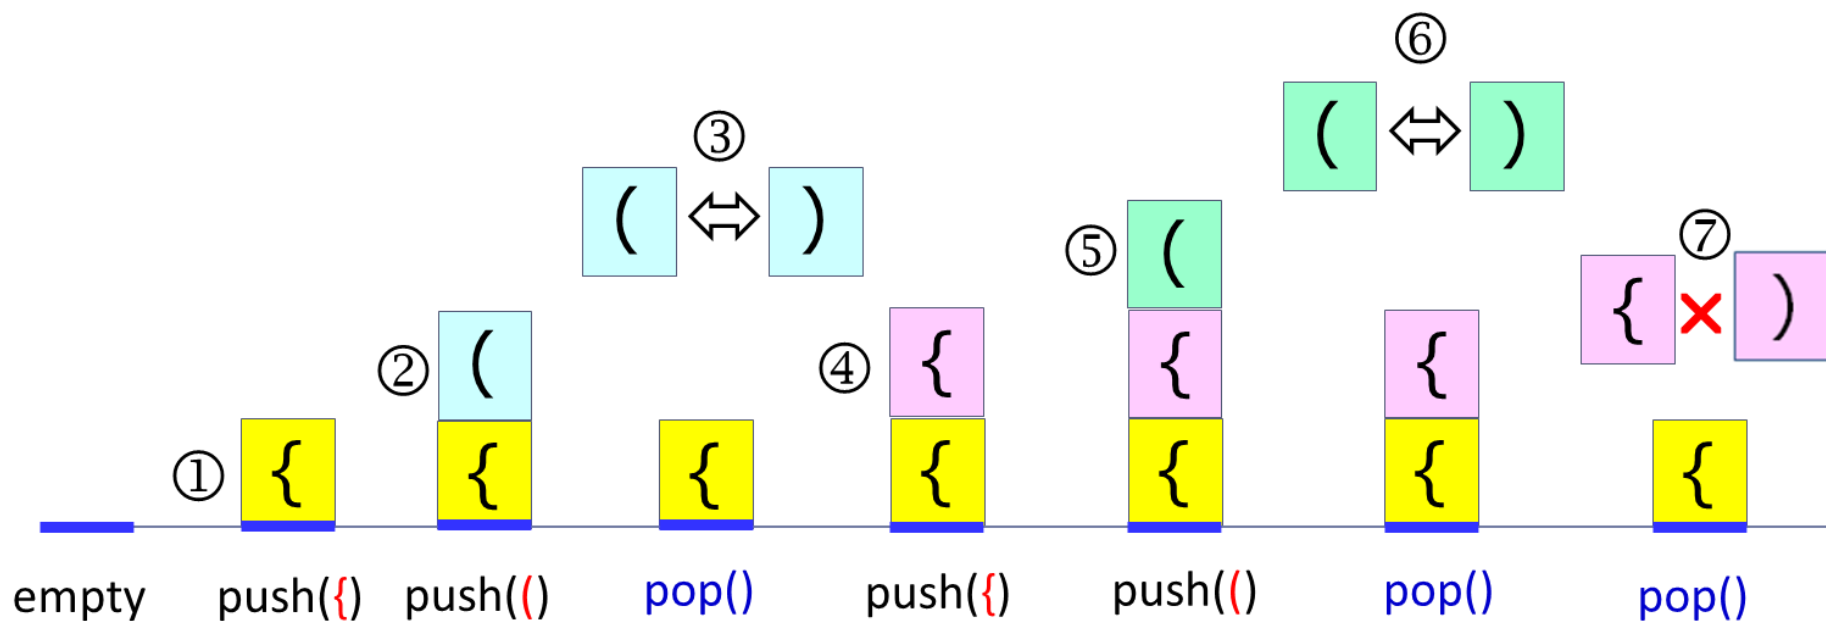 ⑥
( ⇔ )
③
( ⇔ )
⑤ (
⑦
{ × )
② ( ④ { { {
① { { { { { { {
empty push({) push(() pop() push({) push(() pop() pop()